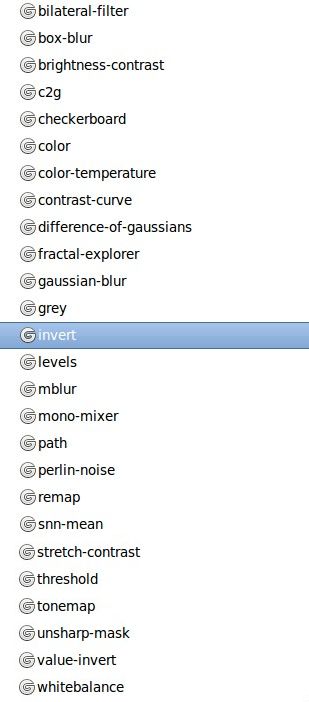 bilateral-filter
box-blur
brightness-contrast
c2g
checkerboard
color
color-temperature
contrast-curve
difference-of-gaussians
fractal-explorer
gaussian-blur
grey
invert
levels
mblur
mono-mixer
path
perlin-noise
remap
snn-mean
stretch-contrast
threshold
tonemap
unsharp-mask
value-invert
whitebalance